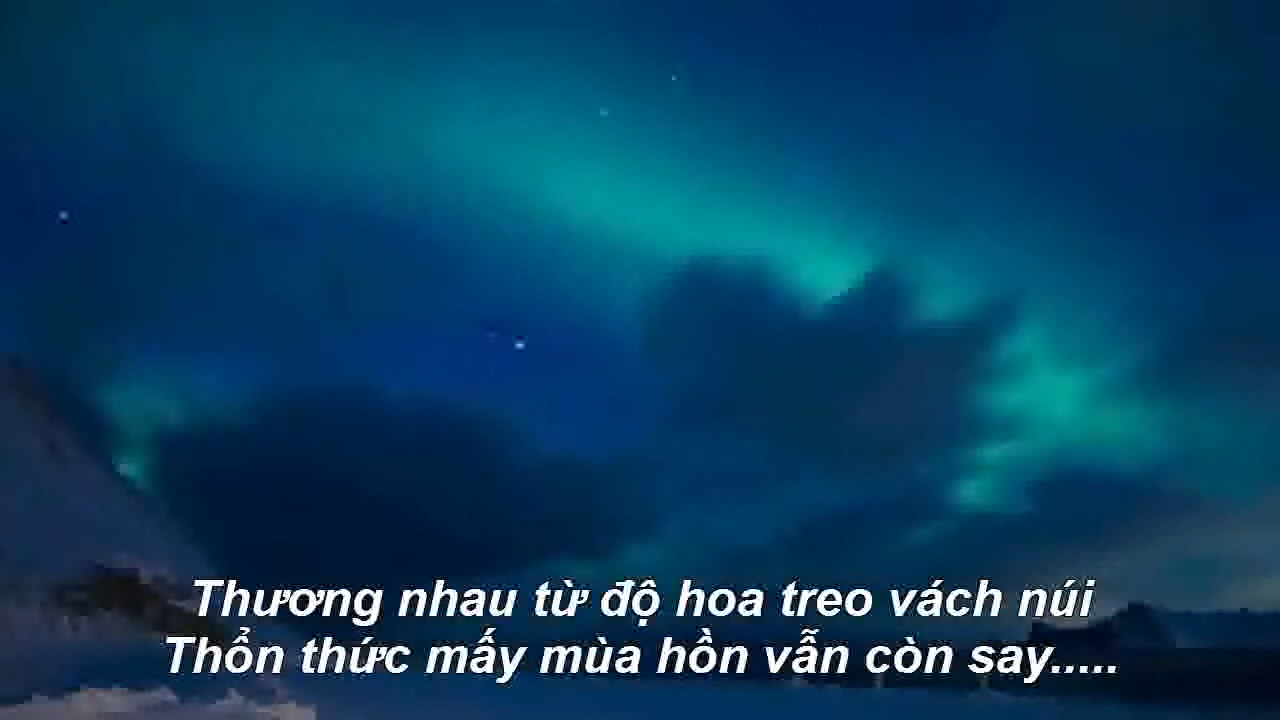 Thương nhau từ độ hoa treo vách núi
Thổn thức mấy mùa hồn vẫn còn say.....